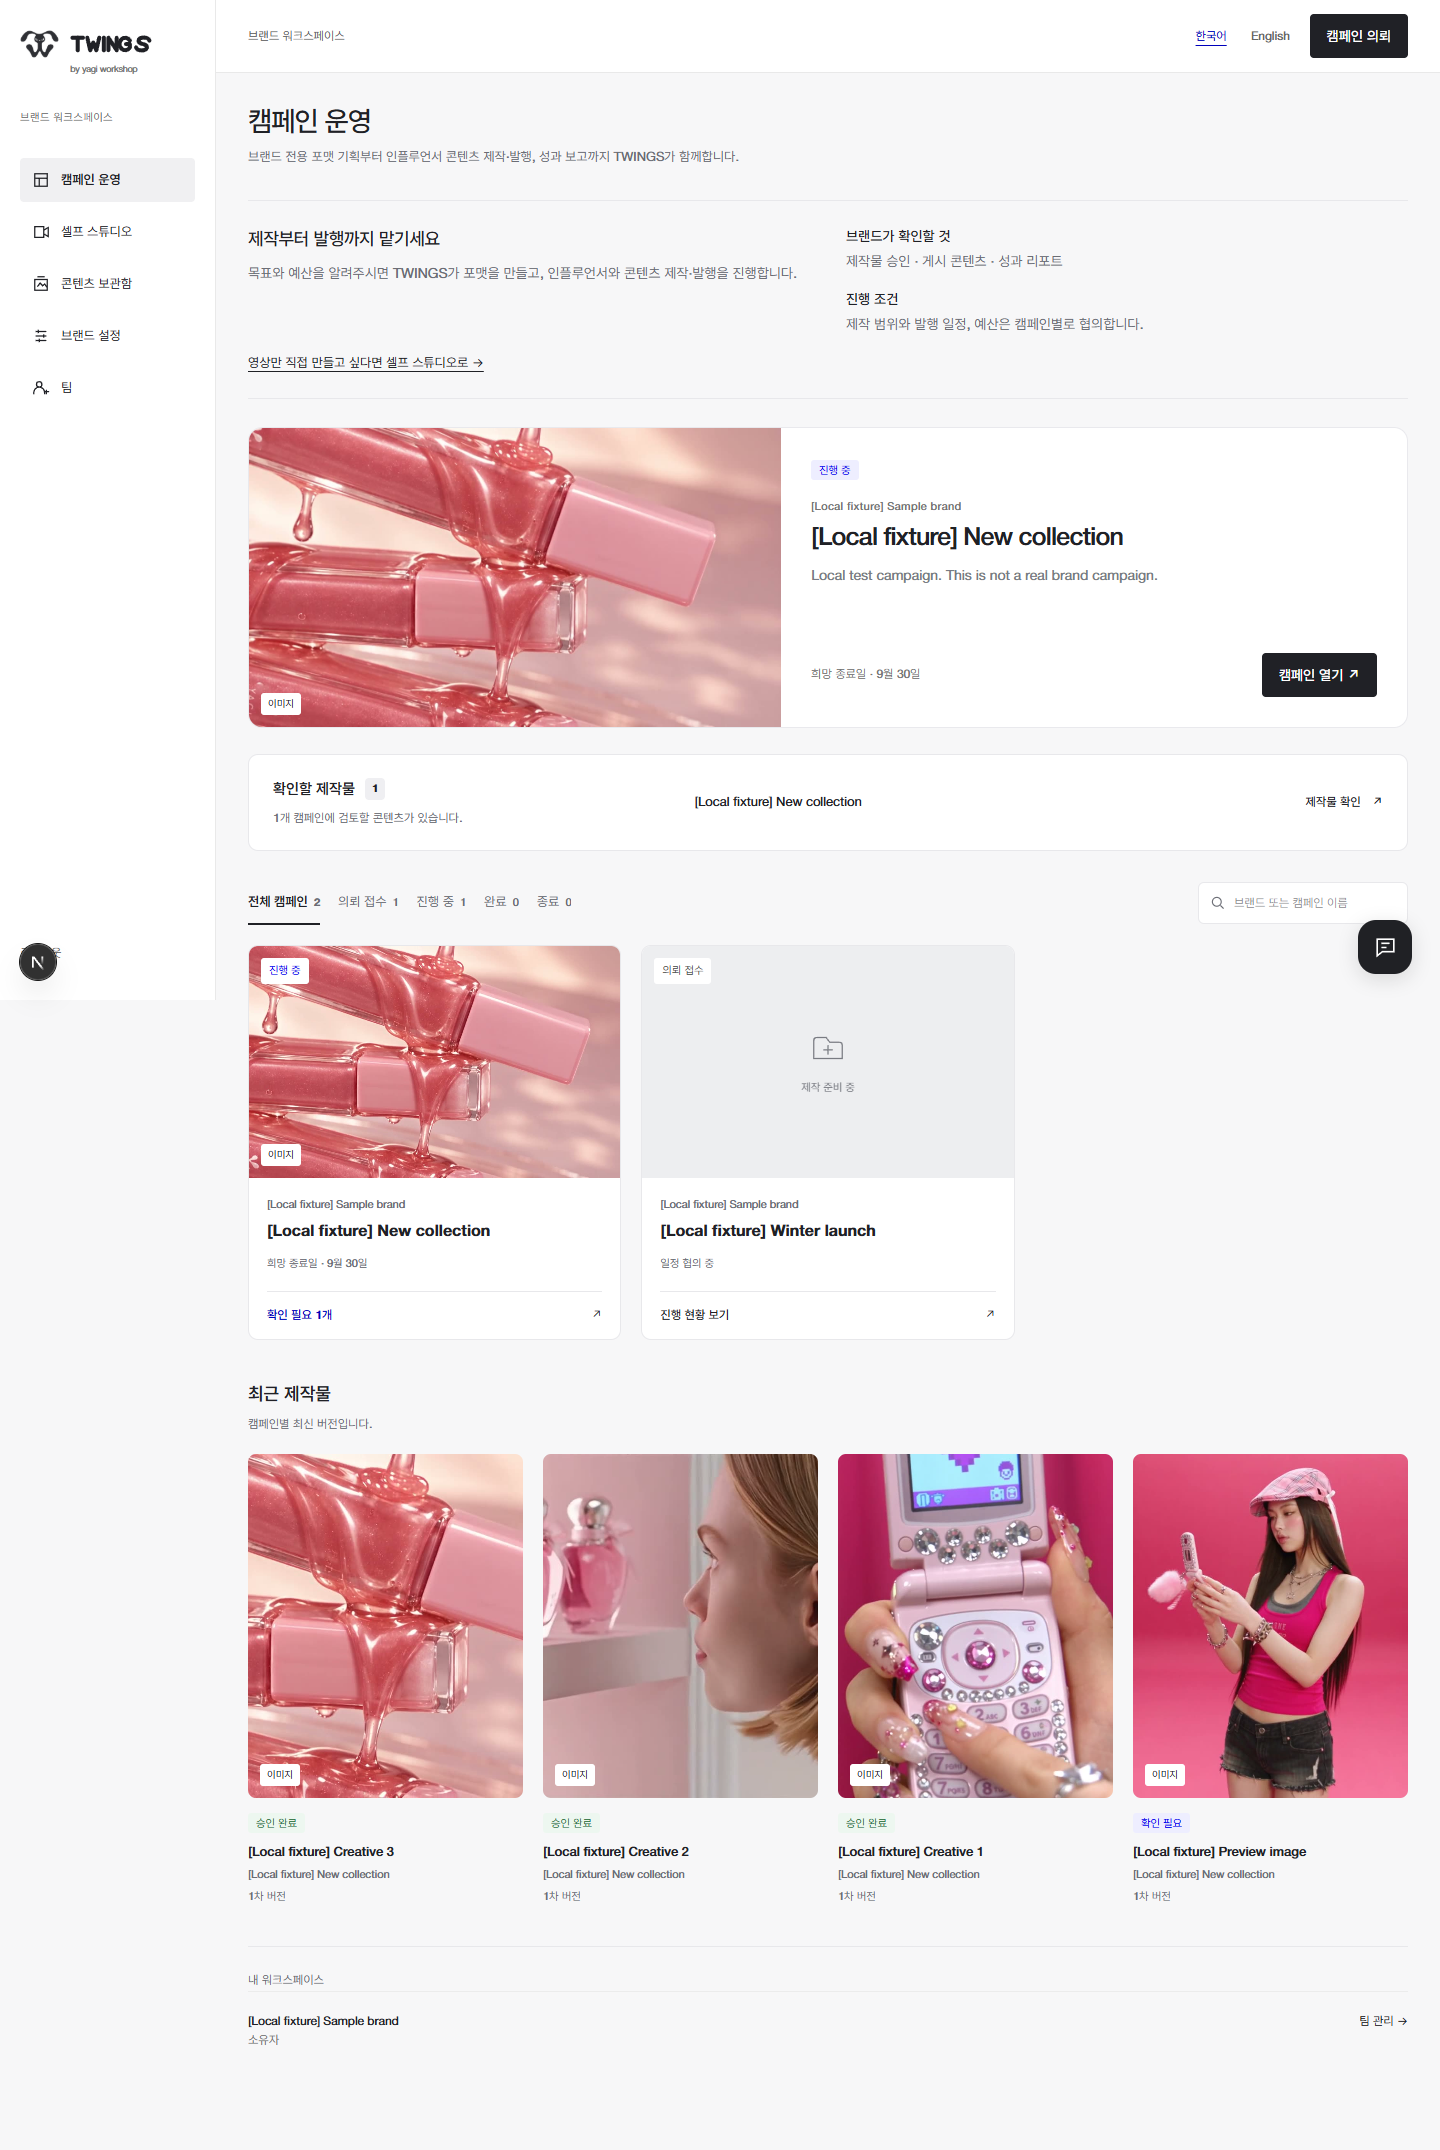 TWINGS
by yagi workshop
브랜드 워크스페이스
캠페인 운영
셀프 스튜디오
콘텐츠 보관함
브랜드 설정
팀
N
브랜드 워크스페이스
한국어
English
캠페인 의뢰
캠페인 운영
브랜드 전용 포맷 기획부터 인플루언서 콘텐츠 제작·발행, 성과 보고까지 TWINGS가 함께합니다.
제작부터 발행까지 맡기세요
목표와 예산을 알려주시면 TWINGS가 포맷을 만들고, 인플루언서와 콘텐츠 제작·발행을 진행합니다.
브랜드가 확인할 것
제작물 승인 · 게시 콘텐츠 · 성과 리포트
진행 조건
제작 범위와 발행 일정, 예산은 캠페인별로 협의합니다.
영상만 직접 만들고 싶다면 셀프 스튜디오로 →
이미지
진행 중
[Local fixture] Sample brand
[Local fixture] New collection
Local test campaign. This is not a real brand campaign.
희망 종료일 · 9월 30일
캠페인 열기 ↗
확인할 제작물 1
1개 캠페인에 검토할 콘텐츠가 있습니다.
[Local fixture] New collection
제작물 확인 ↗
전체 캠페인 2
의뢰 접수 1
진행 중 1
완료 0
종료 0
브랜드 또는 캠페인 이름
진행 중
이미지
[Local fixture] Sample brand
[Local fixture] New collection
희망 종료일 · 9월 30일
확인 필요 1개 ↗
의뢰 접수
제작 준비 중
[Local fixture] Sample brand
[Local fixture] Winter launch
일정 협의 중
진행 현황 보기 ↗
최근 제작물
캠페인별 최신 버전입니다.
이미지
승인 완료
[Local fixture] Creative 3
[Local fixture] New collection
1차 버전
이미지
승인 완료
[Local fixture] Creative 2
[Local fixture] New collection
1차 버전
이미지
승인 완료
[Local fixture] Creative 1
[Local fixture] New collection
1차 버전
이미지
확인 필요
[Local fixture] Preview image
[Local fixture] New collection
1차 버전
내 워크스페이스
[Local fixture] Sample brand
소유자
팀 관리 →